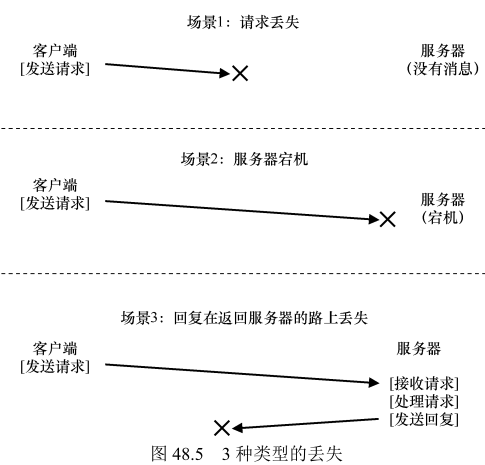 场景1：请求丢失
客户端
[发送请求]
服务器
（没有消息）
场景2：服务器宕机
客户端
[发送请求]
服务器
（宕机）
场景3：回复在返回服务器的路上丢失
客户端
[发送请求]
服务器
[接收请求]
[处理请求]
[发送回复]
图 48.5 3 种类型的丢失